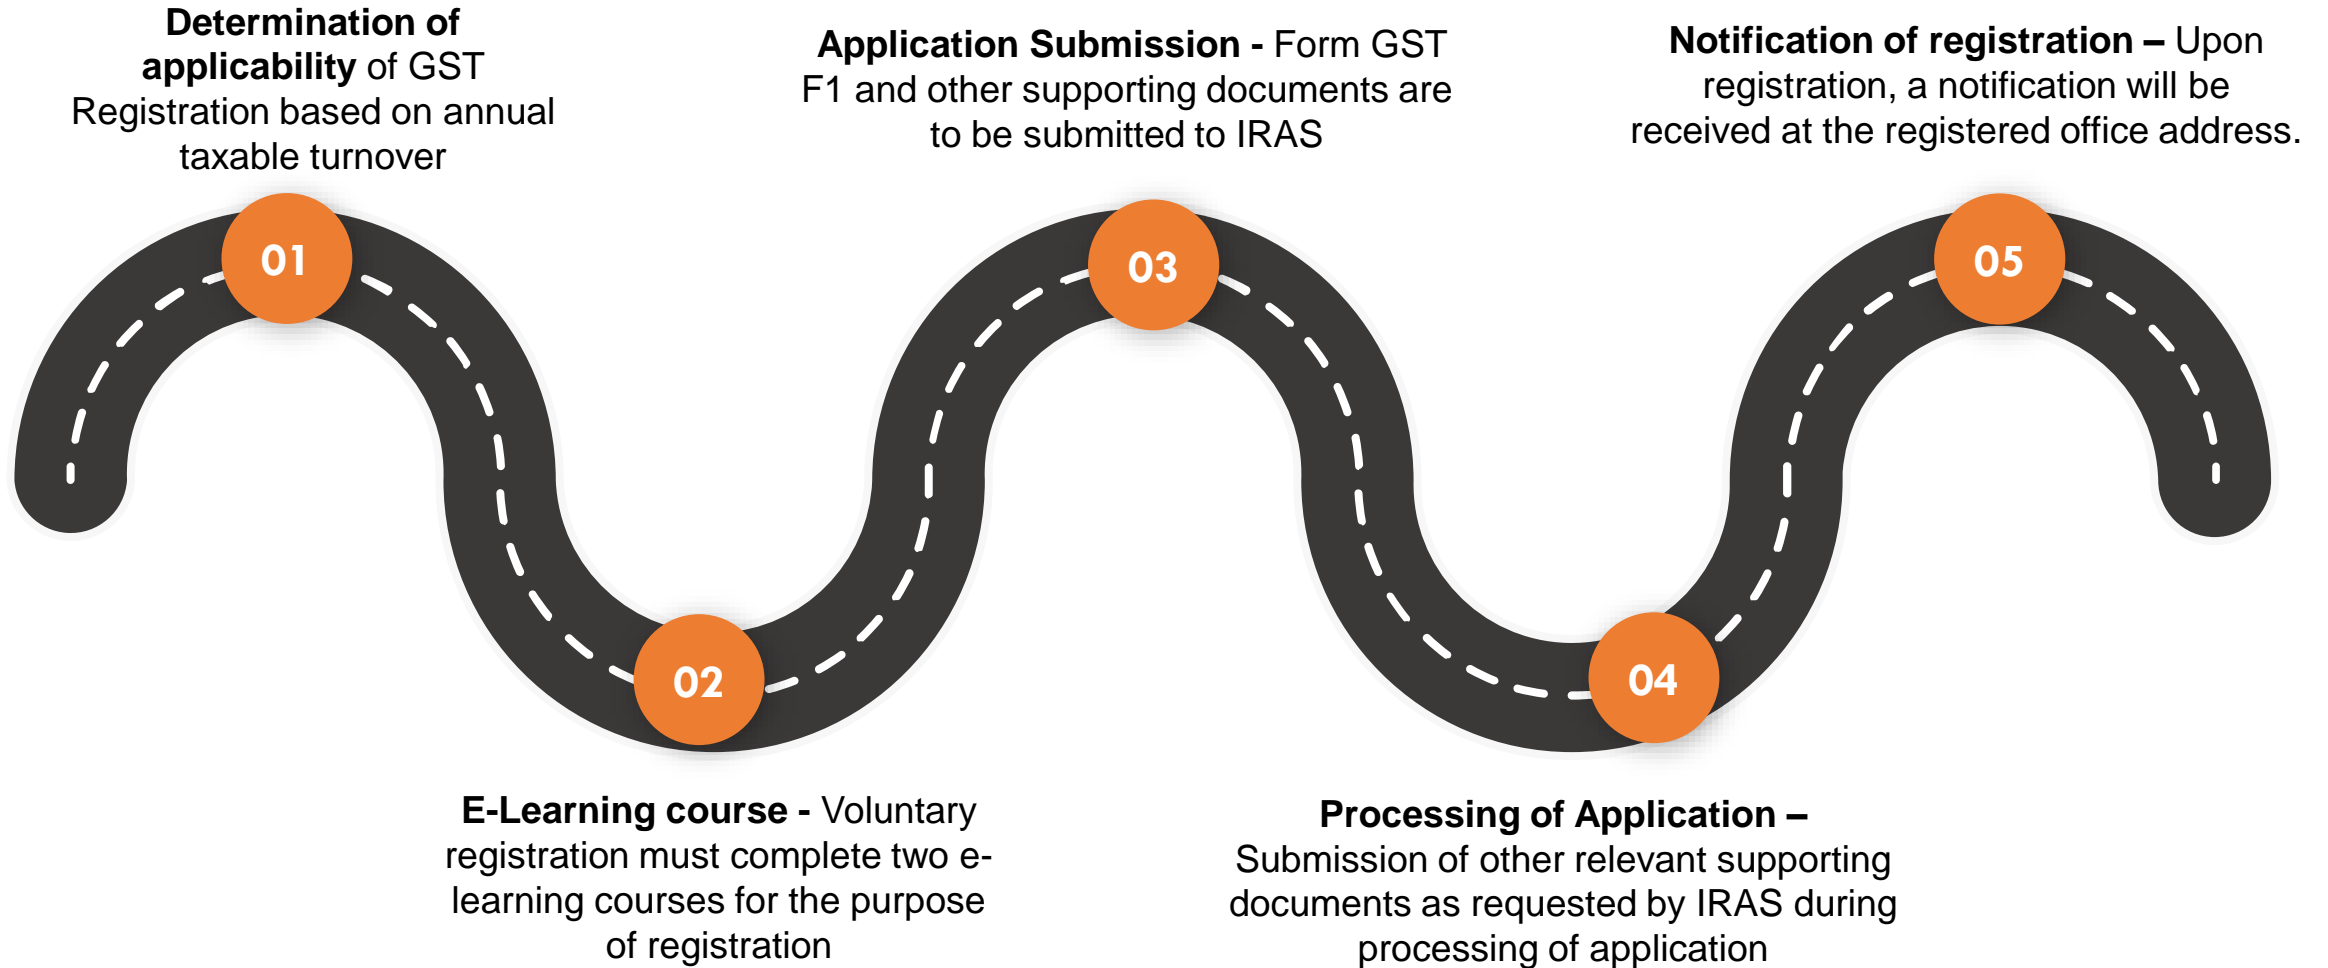 Determination of
applicability of GST
Registration based on annual
taxable turnover
01
E-Learning course - Voluntary
registration must complete two e-
learning courses for the purpose
of registration
02
Application Submission - Form GST
F1 and other supporting documents are
to be submitted to IRAS
03
Processing of Application –
Submission of other relevant supporting
documents as requested by IRAS during
processing of application
04
Notification of registration – Upon
registration, a notification will be
received at the registered office address.
05